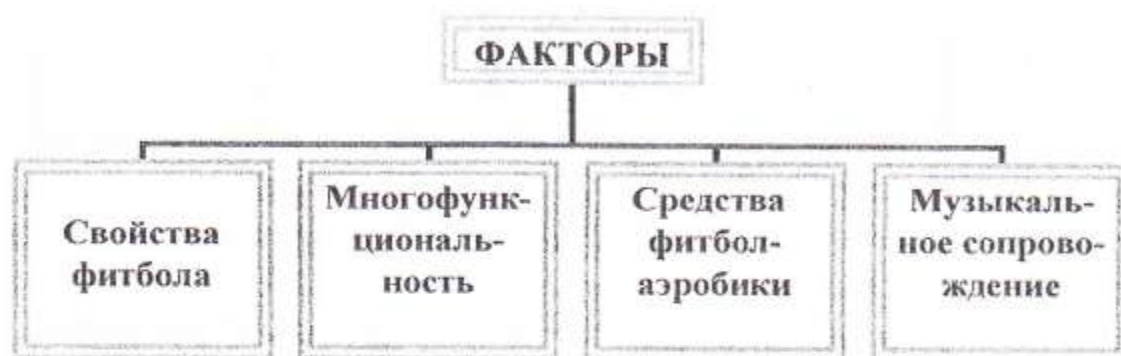 ФАКТОРЫ
Свойства
фитбола
Многофунк-
циональ-
ность
Средства
фитбол-
аэробики
Музыкаль-
ное сопрово-
ждение